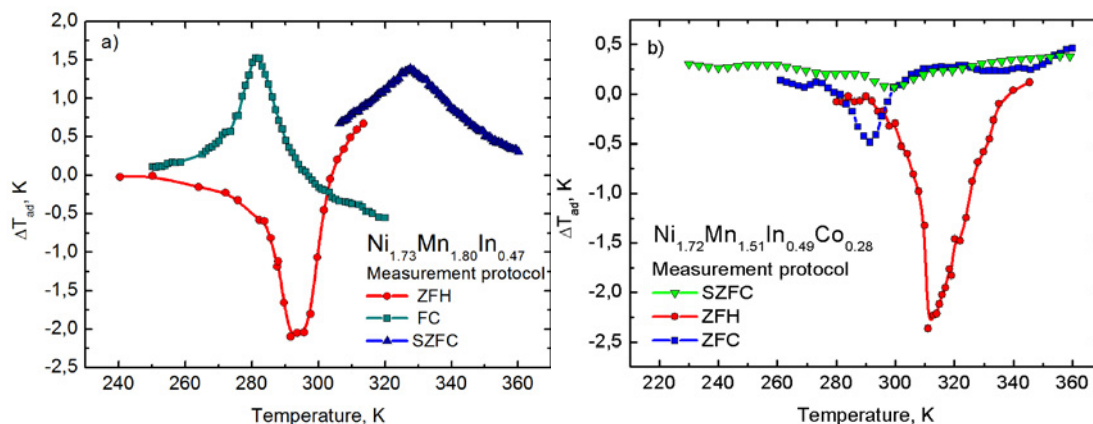 a)
2,0
1,5
1,0
0,5
0,0
-0,5
-1,0
-1,5
-2,0
-2,5
ΔT_ad, K
240 260 280 300 320 340 360
Temperature, K
Ni1.73Mn1.80In0.47
Measurement protocol
ZFH
FC
SZFC
b)
0,5
0,0
-0,5
-1,0
-1,5
-2,0
-2,5
ΔT_ad, K
220 240 260 280 300 320 340 360
Temperature, K
Ni1.72Mn1.51In0.49Co0.28
Measurement protocol
SZFC
ZFH
ZFC